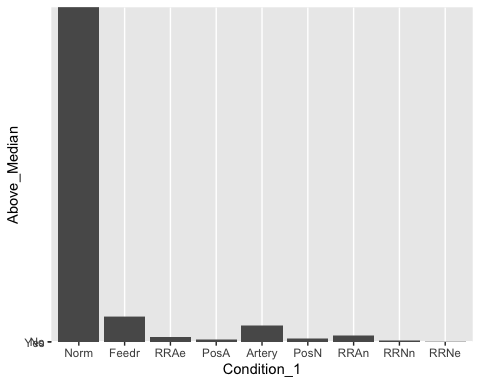 Above_Median
Norm Feedr RRAe PosA Artery PosN RRAn RRNn RRNe
Condition_1